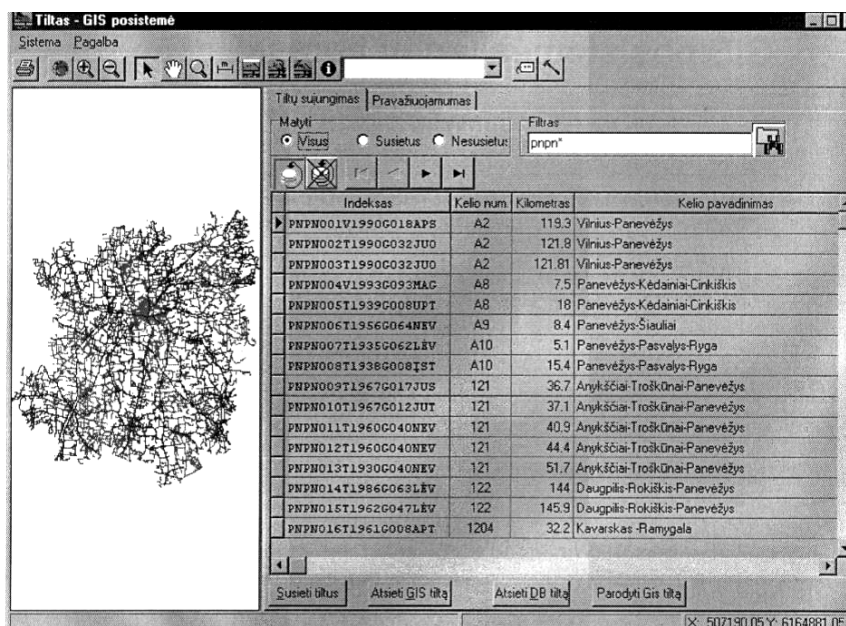 Tiltas - GIS posistemė
Sistema Pagalba
Tiltų sujungimas Pravažiuojamumas
Matyti Filtras
Visus Susietus Nesusietus pnpn*
Indeksas Kelio num. Kilometras Kelio pavadinimas
PNPN001V1990G018APS A2 119.3 Vilnius-Panevėžys
PNPN002T1990G032JUO A2 121.8 Vilnius-Panevėžys
PNPN003T1990G032JUO A2 121.81 Vilnius-Panevėžys
PNPN004V1993G093MAG A8 7.5 Panevėžys-Kėdainiai-Cinkiškis
PNPN005T1939G008UPT A8 18 Panevėžys-Kėdainiai-Cinkiškis
PNPN006T1956G064NEV A9 8.4 Panevėžys-Šiauliai
PNPN007T1935G062LĖV A10 5.1 Panevėžys-Pasvalys-Ryga
PNPN008T1938G008ĮST A10 15.4 Panevėžys-Pasvalys-Ryga
PNPN009T1967G017JUS 121 36.7 Anykščiai-Troškūnai-Panevėžys
PNPN010T1967G012JUT 121 37.1 Anykščiai-Troškūnai-Panevėžys
PNPN011T1960G040NEV 121 40.9 Anykščiai-Troškūnai-Panevėžys
PNPN012T1960G040NEV 121 44.4 Anykščiai-Troškūnai-Panevėžys
PNPN013T1930G040NEV 121 51.7 Anykščiai-Troškūnai-Panevėžys
PNPN014T1986G063LĖV 122 144 Daugpilis-Rokiškis-Panevėžys
PNPN015T1962G047LĖV 122 145.9 Daugpilis-Rokiškis-Panevėžys
PNPN016T1961G008APT 1204 32.2 Kavarskas -Ramygala
Susieti tiltus Atsieti GIS tiltą Atsieti DB tiltą Parodyti Gis tiltą
X: 507190.05 Y: 6164881.05